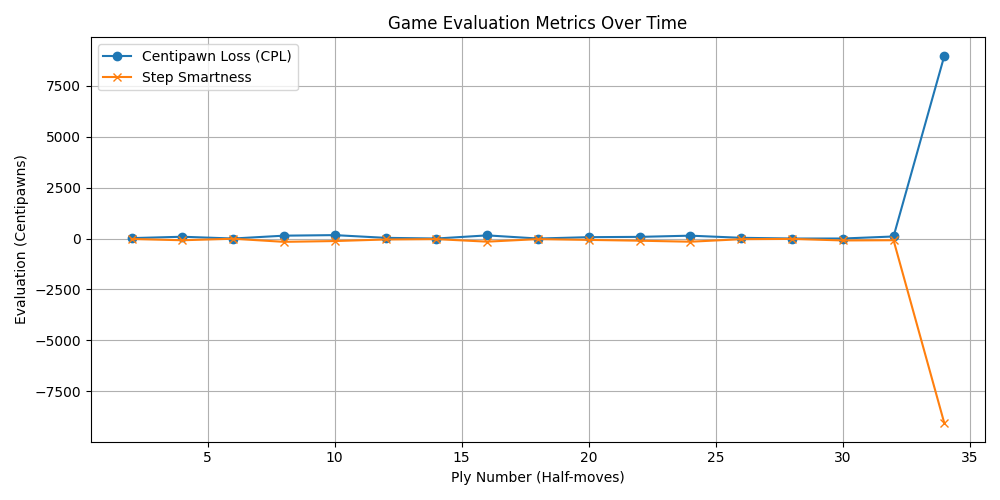 Game Evaluation Metrics Over Time
Centipawn Loss (CPL)
Step Smartness
Evaluation (Centipawns)
7500
5000
2500
0
−2500
−5000
−7500
5 10 15 20 25 30 35
Ply Number (Half-moves)